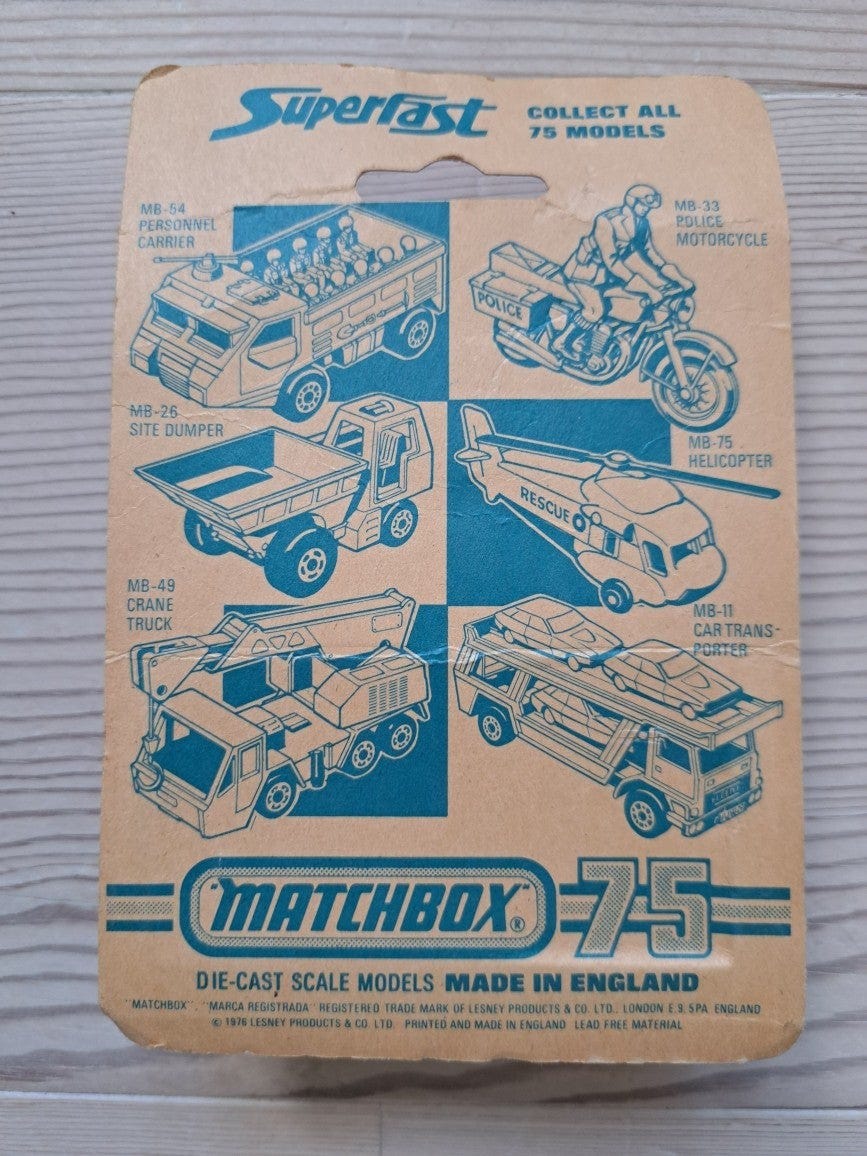 Superfast
COLLECT ALL
75 MODELS
MB-54
PERSONNEL
CARRIER
MB-33
POLICE
MOTORCYCLE
POLICE
MB-26
SITE DUMPER
MB-75
HELICOPTER
RESCUE
MB-49
CRANE
TRUCK
MB-11
CAR TRANS-
PORTER
"MATCHBOX"® 75
DIE-CAST SCALE MODELS MADE IN ENGLAND
"MATCHBOX", "MARCA REGISTRADA" REGISTERED TRADE MARK OF LESNEY PRODUCTS & CO. LTD., LONDON E.9. 5PA ENGLAND
© 1976 LESNEY PRODUCTS & CO. LTD. PRINTED AND MADE IN ENGLAND LEAD FREE MATERIAL